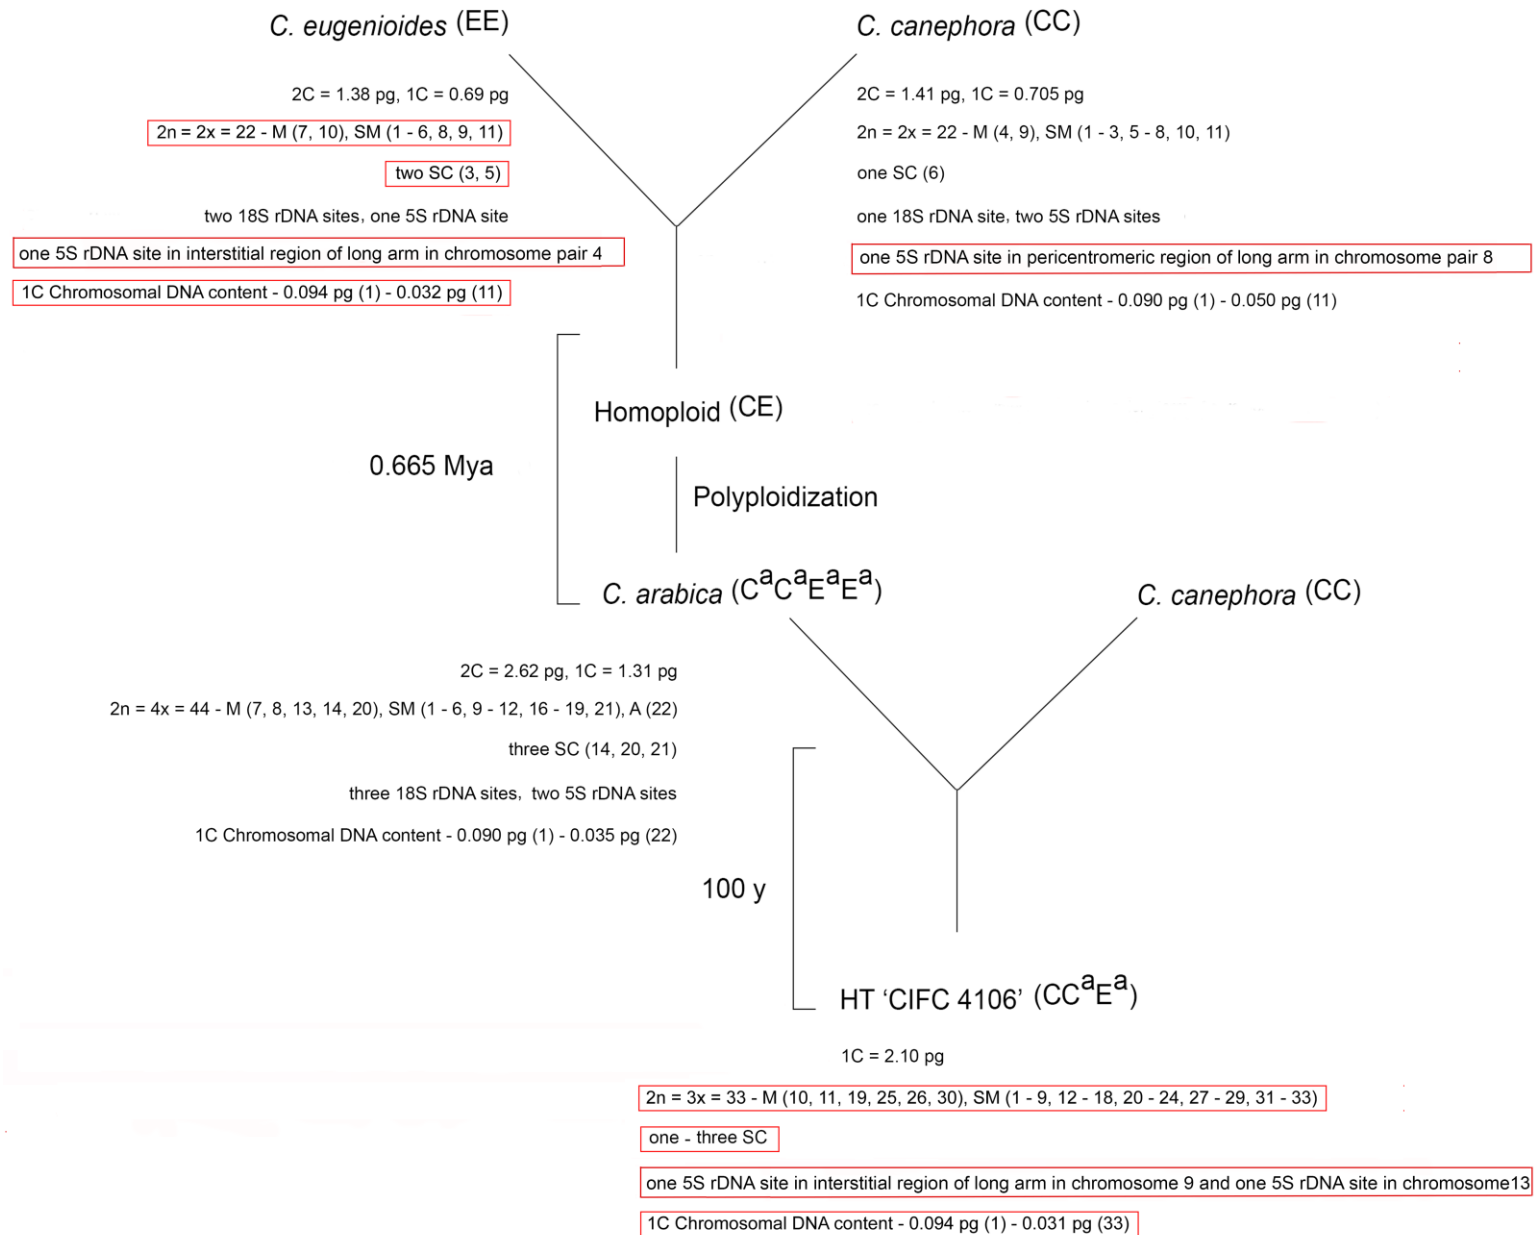 C. eugenioides (EE)
2C = 1.38 pg, 1C = 0.69 pg
2n = 2x = 22 - M (7, 10), SM (1 - 6, 8, 9, 11)
two SC (3, 5)
two 18S rDNA sites, one 5S rDNA site
one 5S rDNA site in interstitial region of long arm in chromosome pair 4
1C Chromosomal DNA content - 0.094 pg (1) - 0.032 pg (11)
C. canephora (CC)
2C = 1.41 pg, 1C = 0.705 pg
2n = 2x = 22 - M (4, 9), SM (1 - 3, 5 - 8, 10, 11)
one SC (6)
one 18S rDNA site, two 5S rDNA sites
one 5S rDNA site in pericentromeric region of long arm in chromosome pair 8
1C Chromosomal DNA content - 0.090 pg (1) - 0.050 pg (11)
Homoploid (CE)
0.665 Mya
Polyploidization
C. arabica (CᵃCᵃEᵃEᵃ)
C. canephora (CC)
2C = 2.62 pg, 1C = 1.31 pg
2n = 4x = 44 - M (7, 8, 13, 14, 20), SM (1 - 6, 9 - 12, 16 - 19, 21), A (22)
three SC (14, 20, 21)
three 18S rDNA sites, two 5S rDNA sites
1C Chromosomal DNA content - 0.090 pg (1) - 0.035 pg (22)
100 y
HT ‘CIFC 4106’ (CCᵃEᵃ)
1C = 2.10 pg
2n = 3x = 33 - M (10, 11, 19, 25, 26, 30), SM (1 - 9, 12 - 18, 20 - 24, 27 - 29, 31 - 33)
one - three SC
one 5S rDNA site in interstitial region of long arm in chromosome 9 and one 5S rDNA site in chromosome13
1C Chromosomal DNA content - 0.094 pg (1) - 0.031 pg (33)